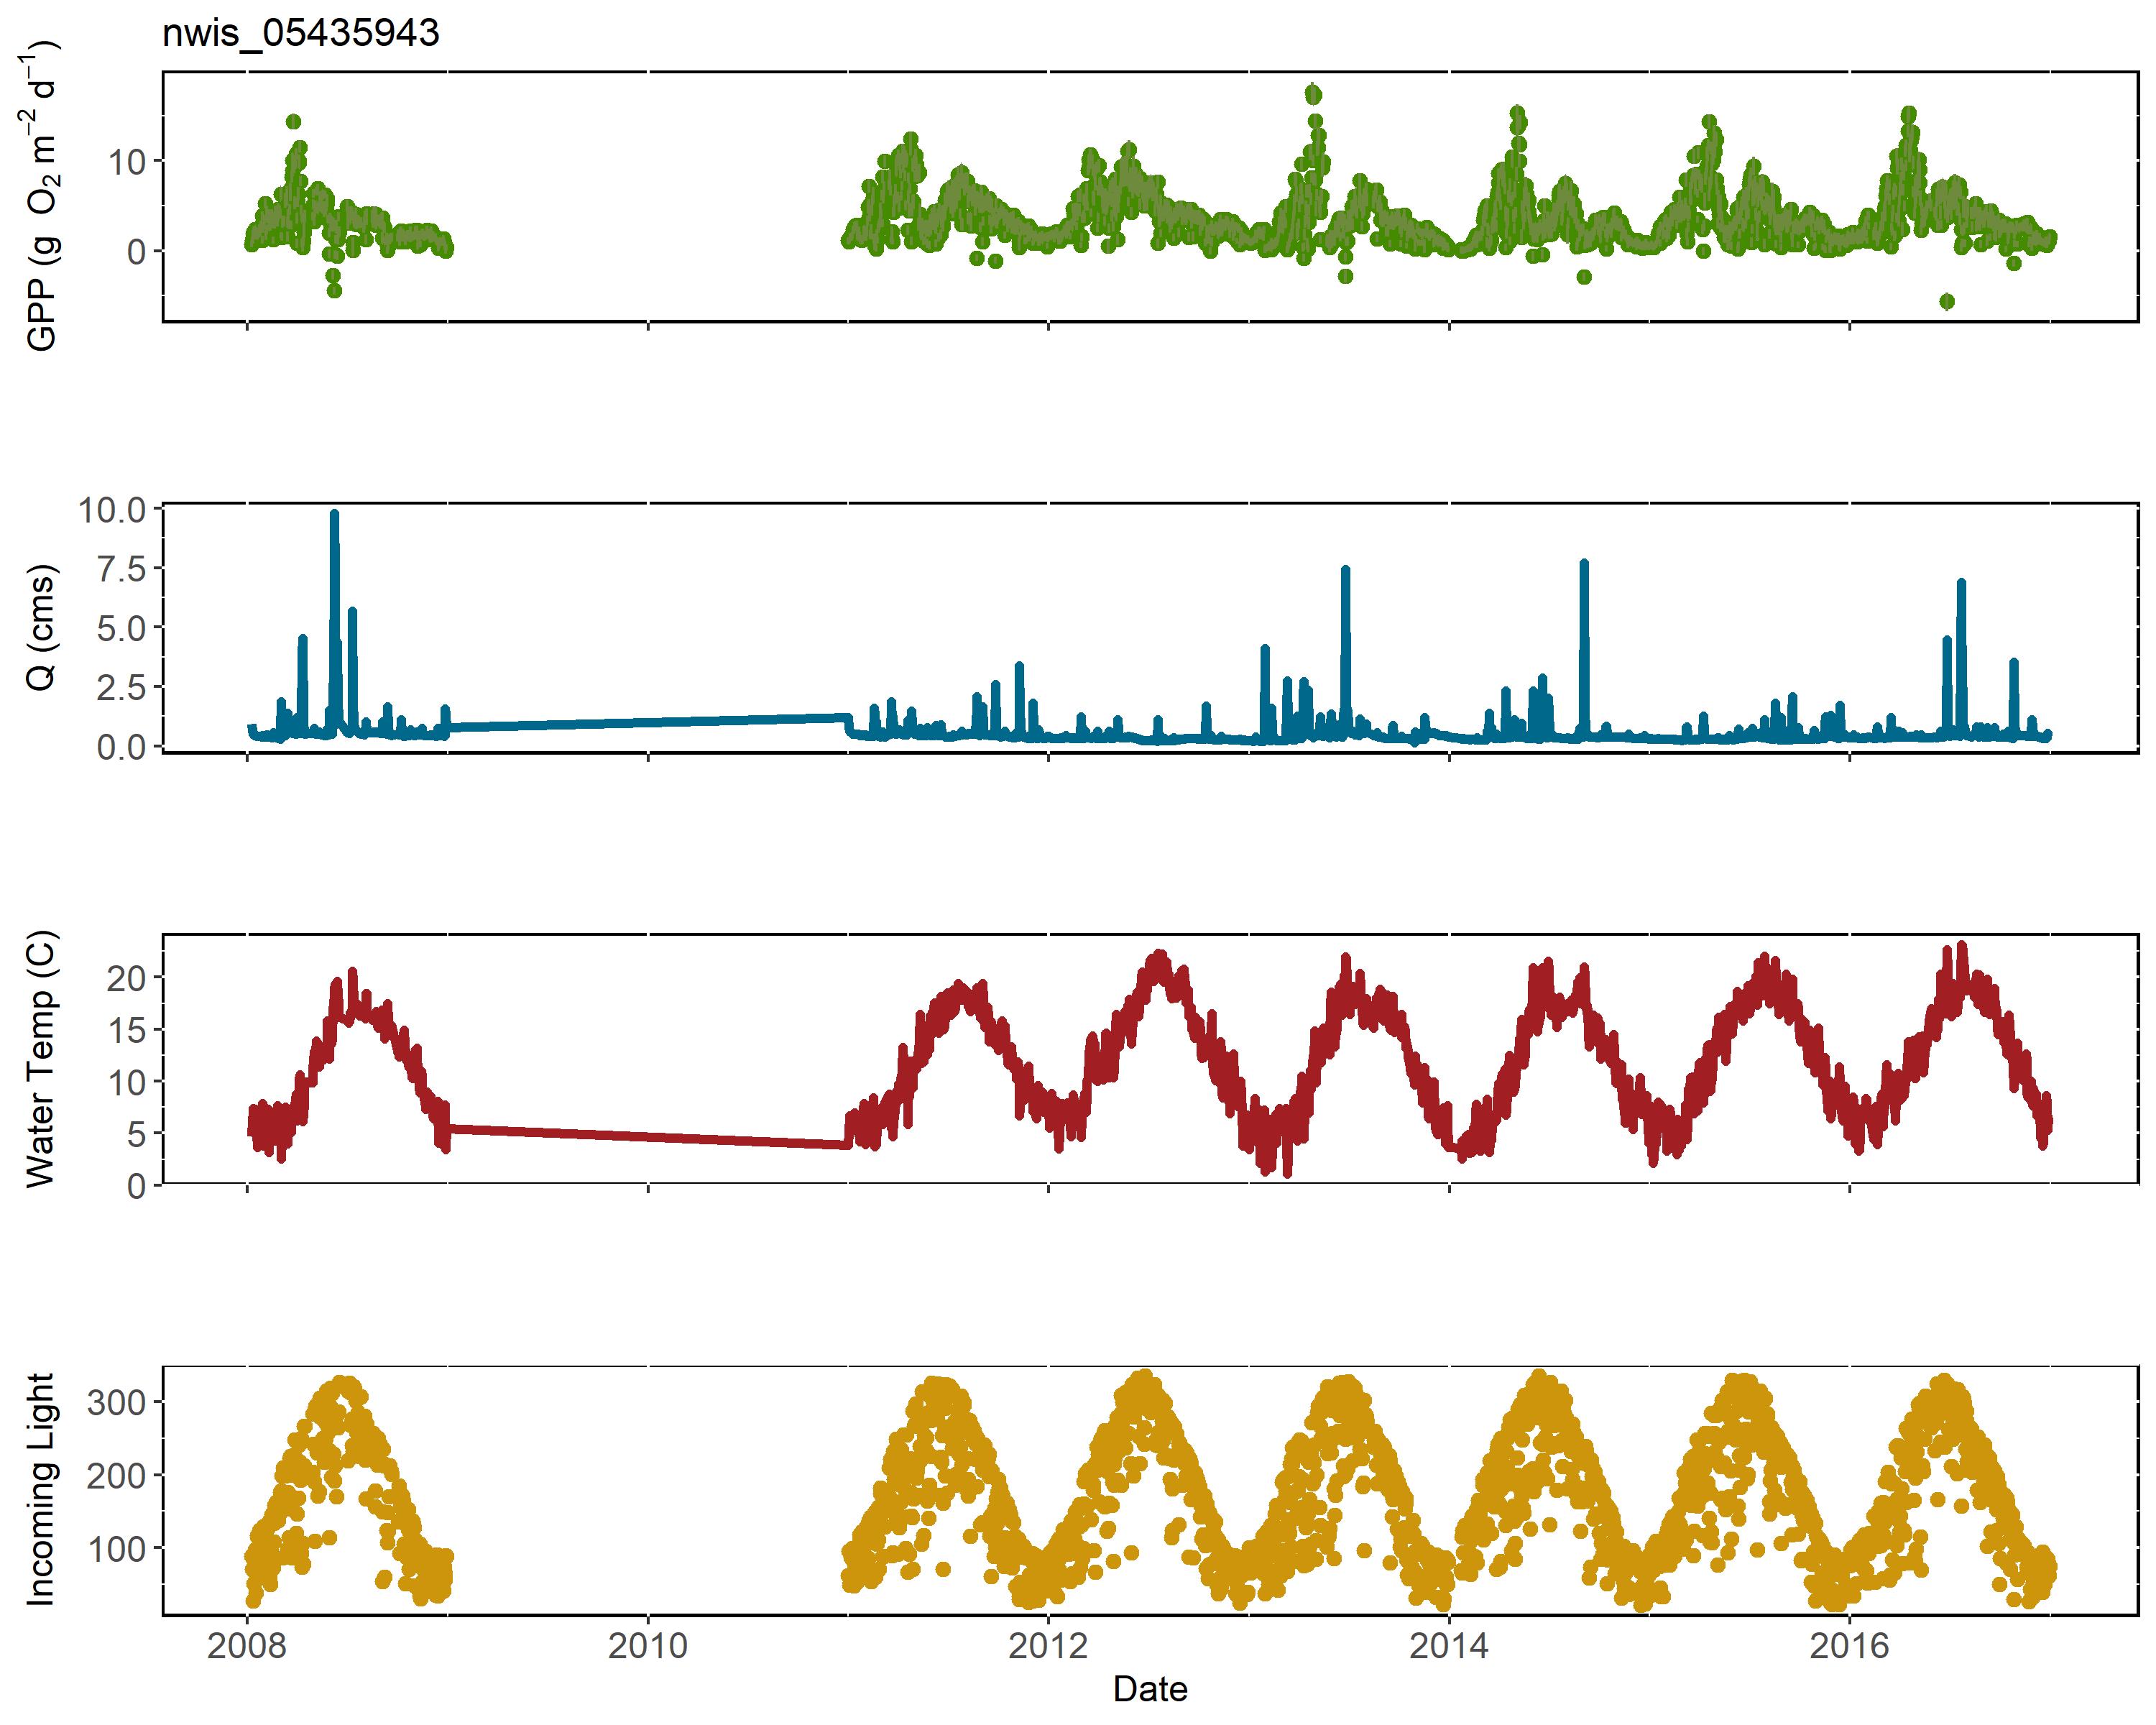 nwis_05435943
GPP (g O₂ m⁻² d⁻¹)
10
0
Q (cms)
10.0
7.5
5.0
2.5
0.0
Water Temp (C)
20
15
10
5
0
Incoming Light
300
200
100
2008 2010 2012 2014 2016
Date